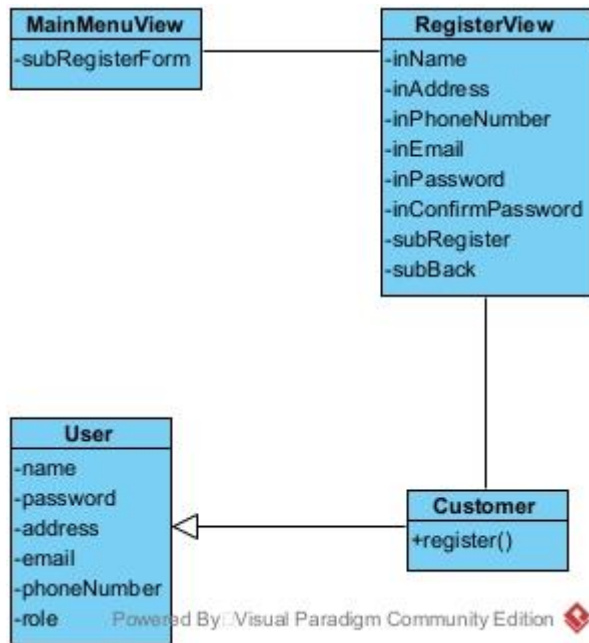 MainMenuView
-subRegisterForm
RegisterView
-inName
-inAddress
-inPhoneNumber
-inEmail
-inPassword
-inConfirmPassword
-subRegister
-subBack
User
-name
-password
-address
-email
-phoneNumber
-role
Customer
+register()
Powered By Visual Paradigm Community Edition